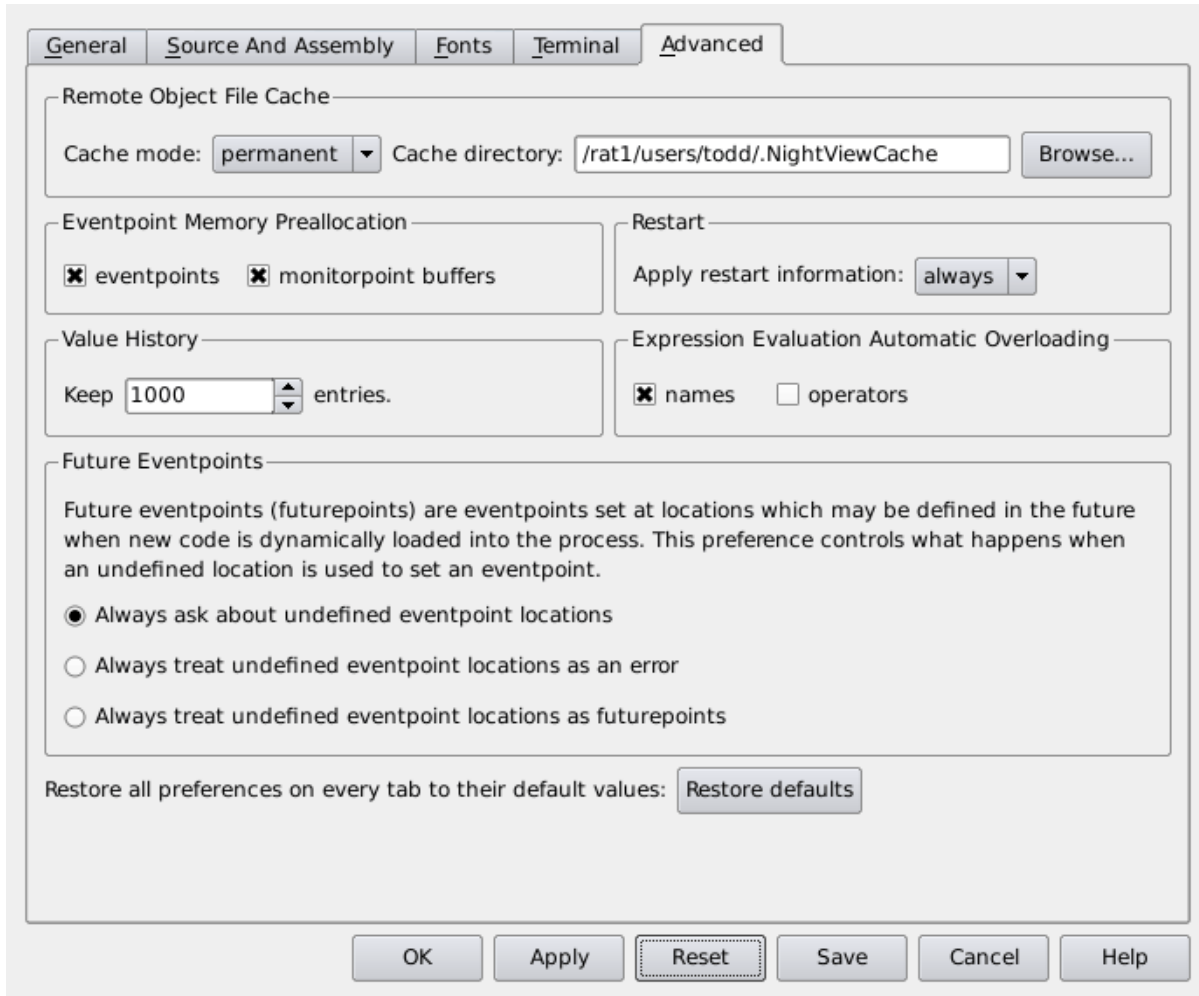 General Source And Assembly Fonts Terminal Advanced
Remote Object File Cache
Cache mode: permanent Cache directory: /rat1/users/todd/.NightViewCache Browse...
Eventpoint Memory Preallocation
eventpoints monitorpoint buffers
Restart
Apply restart information: always
Value History
Keep 1000 entries.
Expression Evaluation Automatic Overloading
names operators
Future Eventpoints
Future eventpoints (futurepoints) are eventpoints set at locations which may be defined in the future
when new code is dynamically loaded into the process. This preference controls what happens when
an undefined location is used to set an eventpoint.
Always ask about undefined eventpoint locations
Always treat undefined eventpoint locations as an error
Always treat undefined eventpoint locations as futurepoints
Restore all preferences on every tab to their default values: Restore defaults
OK Apply Reset Save Cancel Help